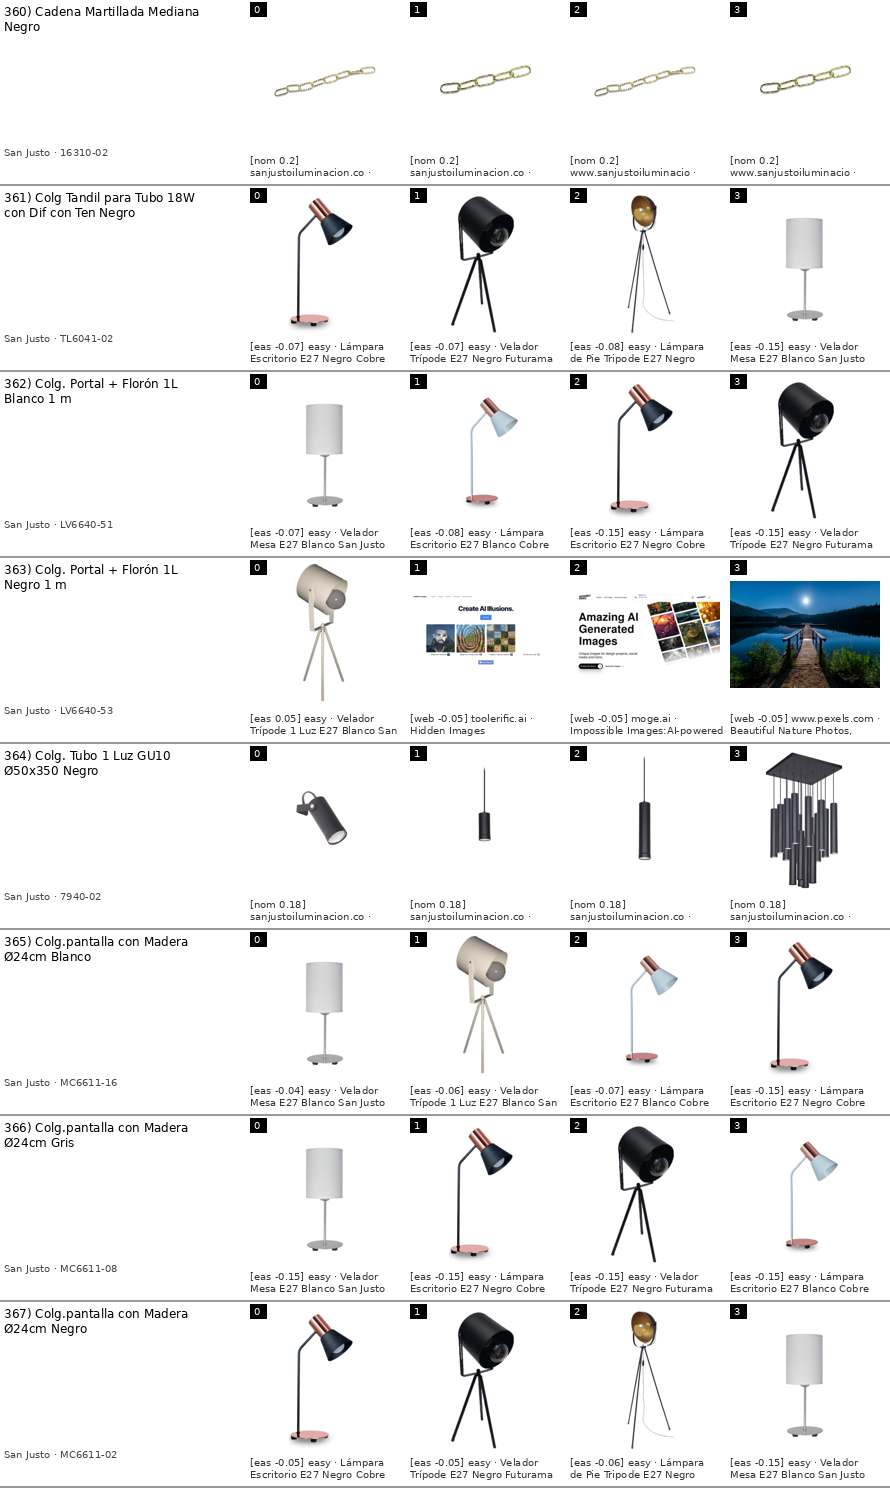 360) Cadena Martillada Mediana
Negro
San Justo · 16310-02
0
1
2
3
[nom 0.2]
sanjustoiluminacion.co ·
[nom 0.2]
sanjustoiluminacion.co ·
[nom 0.2]
www.sanjustoiluminacio ·
[nom 0.2]
www.sanjustoiluminacio ·
361) Colg Tandil para Tubo 18W
con Dif con Ten Negro
San Justo · TL6041-02
0
1
2
3
[eas -0.07] easy · Lámpara
Escritorio E27 Negro Cobre
[eas -0.07] easy · Velador
Trípode E27 Negro Futurama
[eas -0.08] easy · Lámpara
de Pie Tripode E27 Negro
[eas -0.15] easy · Velador
Mesa E27 Blanco San Justo
362) Colg. Portal + Florón 1L
Blanco 1 m
San Justo · LV6640-51
0
1
2
3
[eas -0.07] easy · Velador
Mesa E27 Blanco San Justo
[eas -0.08] easy · Lámpara
Escritorio E27 Blanco Cobre
[eas -0.15] easy · Lámpara
Escritorio E27 Negro Cobre
[eas -0.15] easy · Velador
Trípode E27 Negro Futurama
363) Colg. Portal + Florón 1L
Negro 1 m
San Justo · LV6640-53
0
1
2
3
Create AI Illusions.
Amazing AI
Generated
Images
[eas 0.05] easy · Velador
Trípode 1 Luz E27 Blanco San
[web -0.05] toolerific.ai ·
Hidden Images
[web -0.05] moge.ai ·
Impossible Images:AI-powered
[web -0.05] www.pexels.com ·
Beautiful Nature Photos,
364) Colg. Tubo 1 Luz GU10
Ø50x350 Negro
San Justo · 7940-02
0
1
2
3
[nom 0.18]
sanjustoiluminacion.co ·
[nom 0.18]
sanjustoiluminacion.co ·
[nom 0.18]
sanjustoiluminacion.co ·
[nom 0.18]
sanjustoiluminacion.co ·
365) Colg.pantalla con Madera
Ø24cm Blanco
San Justo · MC6611-16
0
1
2
3
[eas -0.04] easy · Velador
Mesa E27 Blanco San Justo
[eas -0.06] easy · Velador
Trípode 1 Luz E27 Blanco San
[eas -0.07] easy · Lámpara
Escritorio E27 Blanco Cobre
[eas -0.15] easy · Lámpara
Escritorio E27 Negro Cobre
366) Colg.pantalla con Madera
Ø24cm Gris
San Justo · MC6611-08
0
1
2
3
[eas -0.15] easy · Velador
Mesa E27 Blanco San Justo
[eas -0.15] easy · Lámpara
Escritorio E27 Negro Cobre
[eas -0.15] easy · Velador
Trípode E27 Negro Futurama
[eas -0.15] easy · Lámpara
Escritorio E27 Blanco Cobre
367) Colg.pantalla con Madera
Ø24cm Negro
San Justo · MC6611-02
0
1
2
3
[eas -0.05] easy · Lámpara
Escritorio E27 Negro Cobre
[eas -0.05] easy · Velador
Trípode E27 Negro Futurama
[eas -0.06] easy · Lámpara
de Pie Tripode E27 Negro
[eas -0.15] easy · Velador
Mesa E27 Blanco San Justo